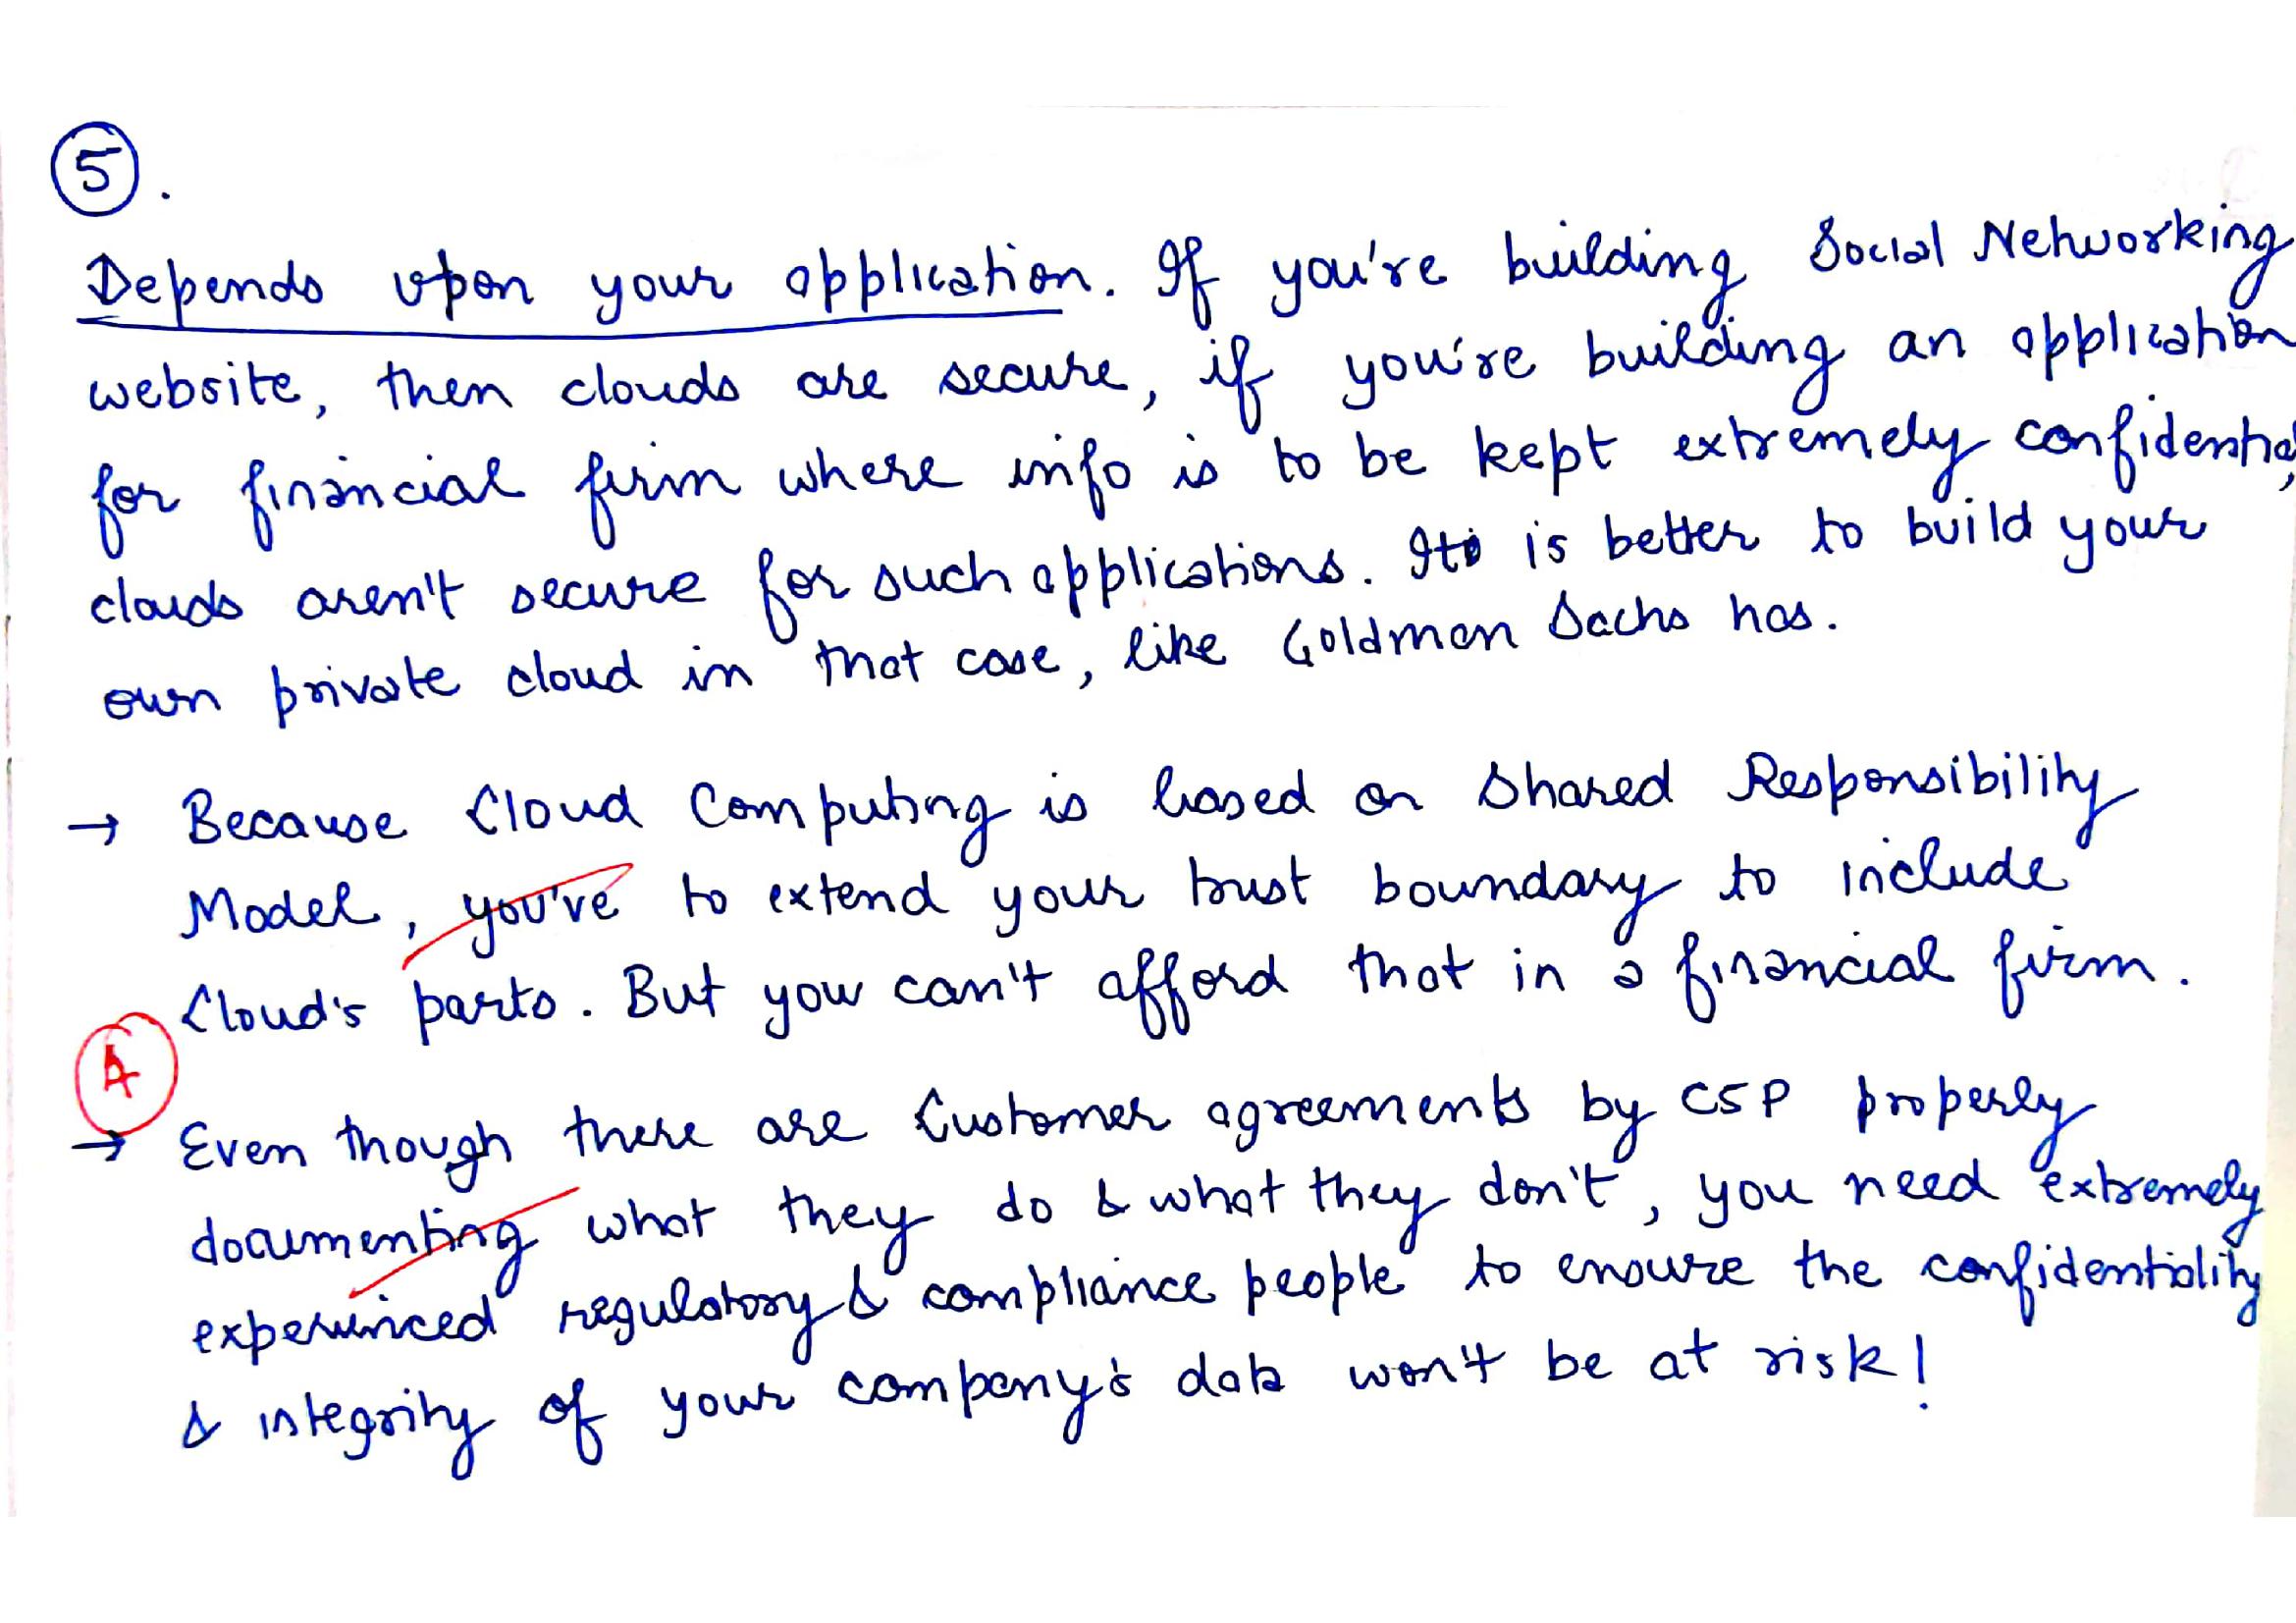 5.
Depends upon your application. If you're building Social Networking
website, then clouds are secure, if you're building an application
for financial firm where info is to be kept extremely confidential,
clouds aren't secure for such applications. It is better to build your
own private cloud in that case, like Goldman Sachs has.
→ Because Cloud Computing is based on Shared Responsibility
Model, you've to extend your trust boundary to include
Cloud's parts. But you can't afford that in a financial firm.
4
→ Even though there are Customer agreements by CSP properly
documenting what they do & what they don't, you need extremely
experienced regulatory & compliance people to ensure the confidentiality
& integrity of your company's data won't be at risk!